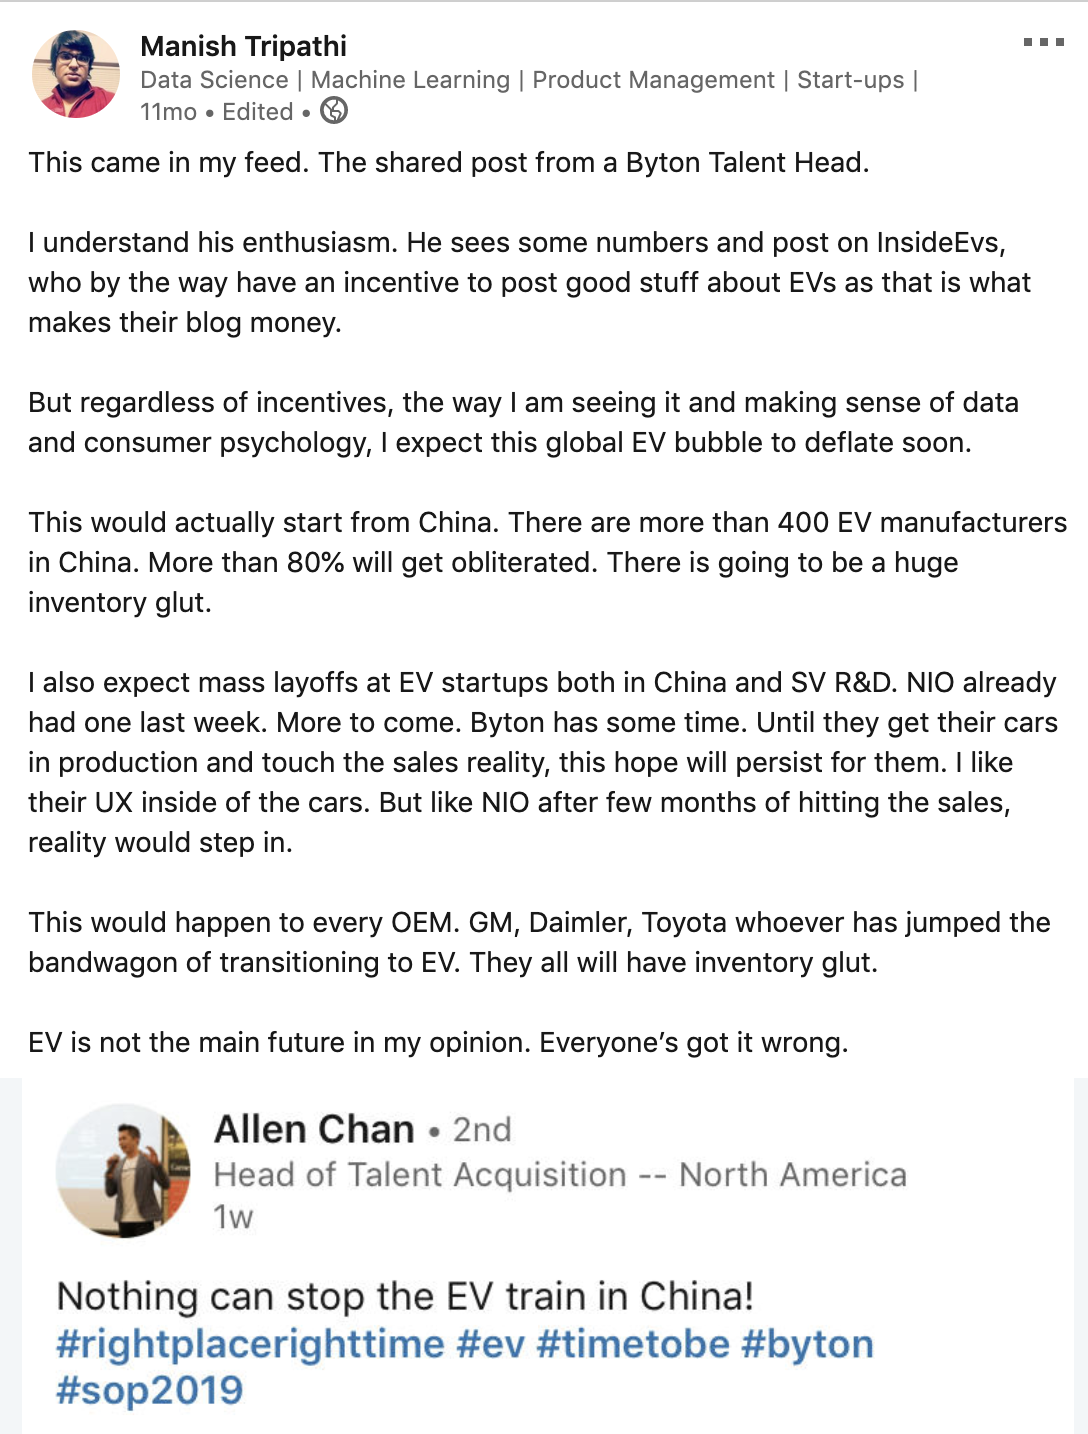 Manish Tripathi
Data Science | Machine Learning | Product Management | Start-ups |
11mo • Edited •
This came in my feed. The shared post from a Byton Talent Head.
I understand his enthusiasm. He sees some numbers and post on InsideEvs,
who by the way have an incentive to post good stuff about EVs as that is what
makes their blog money.
But regardless of incentives, the way I am seeing it and making sense of data
and consumer psychology, I expect this global EV bubble to deflate soon.
This would actually start from China. There are more than 400 EV manufacturers
in China. More than 80% will get obliterated. There is going to be a huge
inventory glut.
I also expect mass layoffs at EV startups both in China and SV R&D. NIO already
had one last week. More to come. Byton has some time. Until they get their cars
in production and touch the sales reality, this hope will persist for them. I like
their UX inside of the cars. But like NIO after few months of hitting the sales,
reality would step in.
This would happen to every OEM. GM, Daimler, Toyota whoever has jumped the
bandwagon of transitioning to EV. They all will have inventory glut.
EV is not the main future in my opinion. Everyone’s got it wrong.
Allen Chan • 2nd
Head of Talent Acquisition -- North America
1w
Nothing can stop the EV train in China!
#rightplacerighttime #ev #timetobe #byton
#sop2019